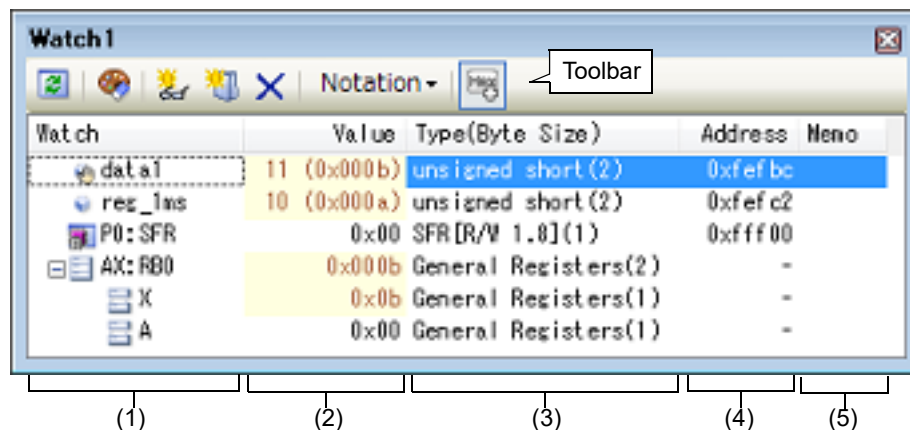 Watch1
Notation
Toolbar
Watch Value Type(Byte Size) Address Memo
data1 11 (0x000b) unsigned short(2) 0xfefbc
reg_1ms 10 (0x000a) unsigned short(2) 0xfefc2
P0:SFR 0x00 SFR[R/W 1.8](1) 0xfff00
AX:RB0 0x000b General Registers(2) -
X 0x0b General Registers(1) -
A 0x00 General Registers(1) -
(1) (2) (3) (4) (5)